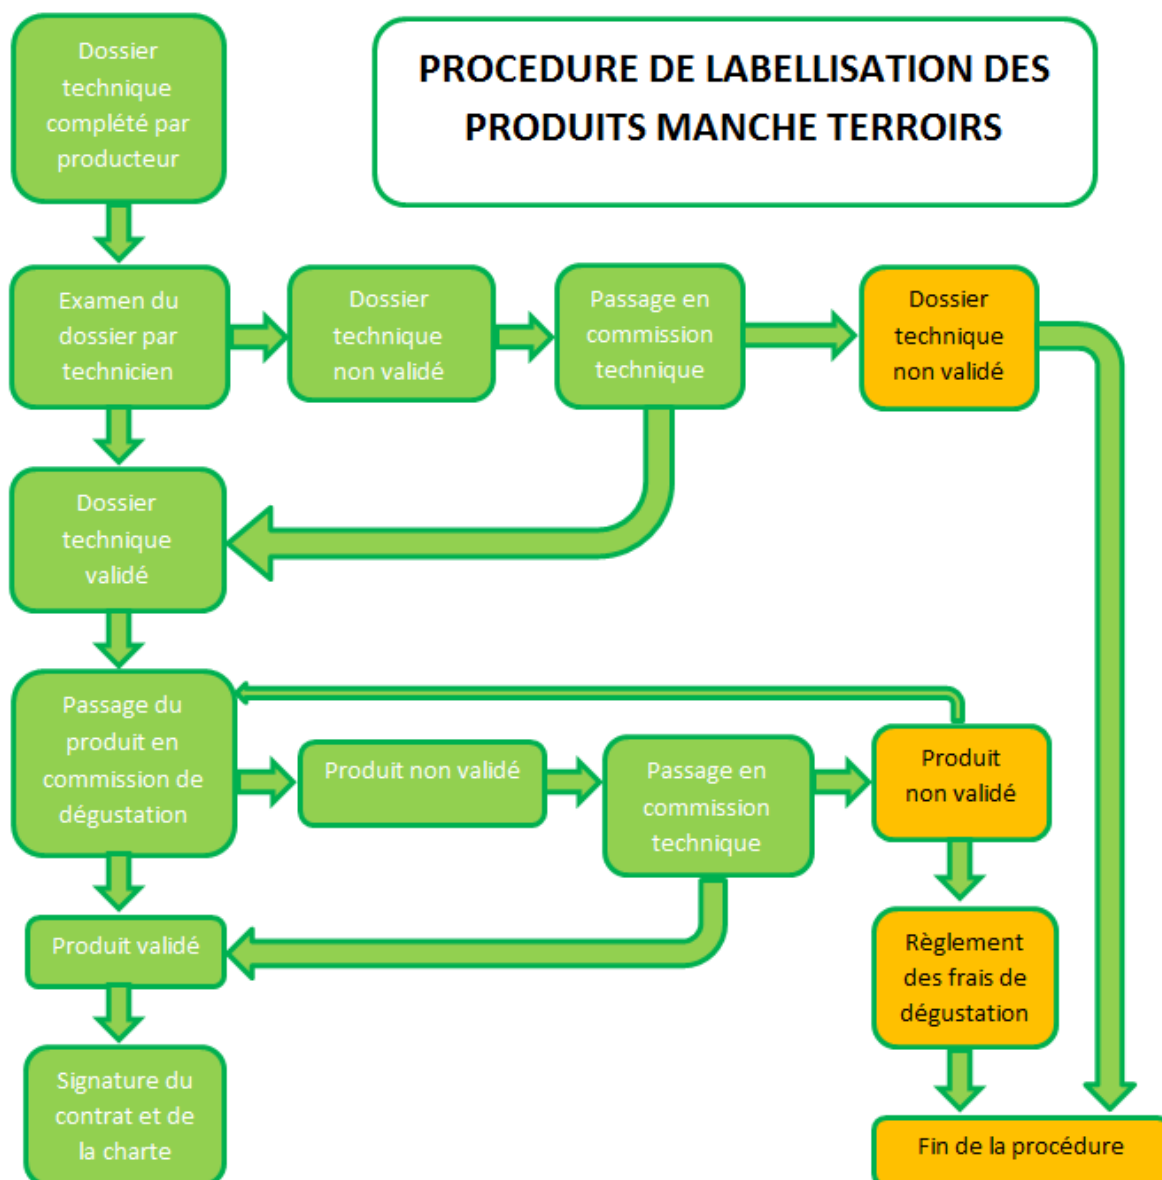 Dossier
technique
complété par
producteur
PROCEDURE DE LABELLISATION DES
PRODUITS MANCHE TERROIRS
Examen du
dossier par
technicien
Dossier
technique
non validé
Passage en
commission
technique
Dossier
technique
non validé
Dossier
technique
validé
Passage du
produit en
commission de
dégustation
Produit non validé
Passage en
commission
technique
Produit
non validé
Produit validé
Règlement
des frais de
dégustation
Signature du
contrat et de
la charte
Fin de la procédure